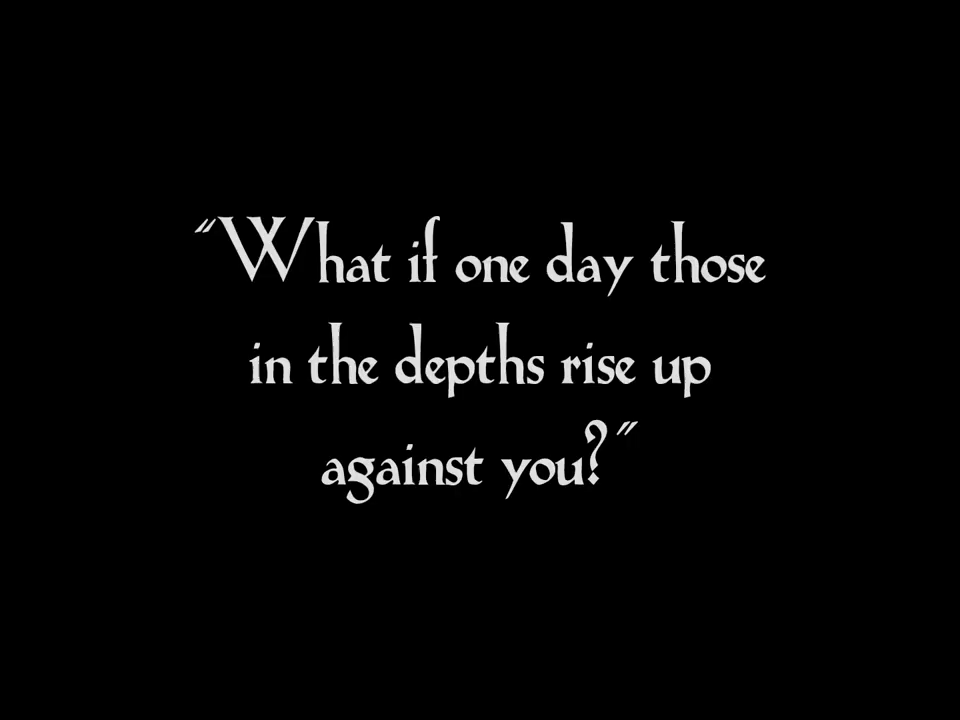 "What if one day those
in the depths rise up
against you?"